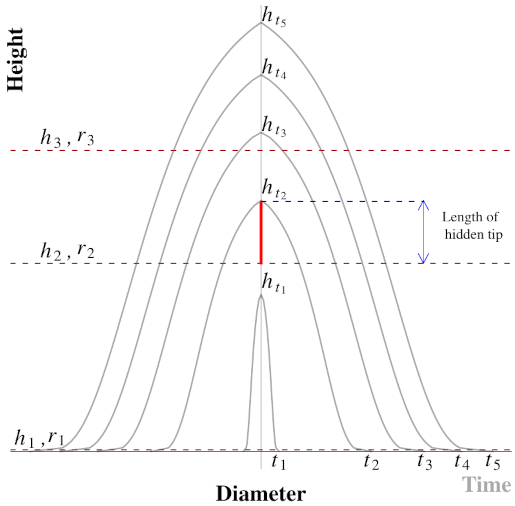 Height
h_{t_5}
h_{t_4}
h_{t_3}
h_3, r_3
h_{t_2}
Length of
hidden tip
h_2, r_2
h_{t_1}
h_1, r_1
t_1 t_2 t_3 t_4 t_5
Time
Diameter